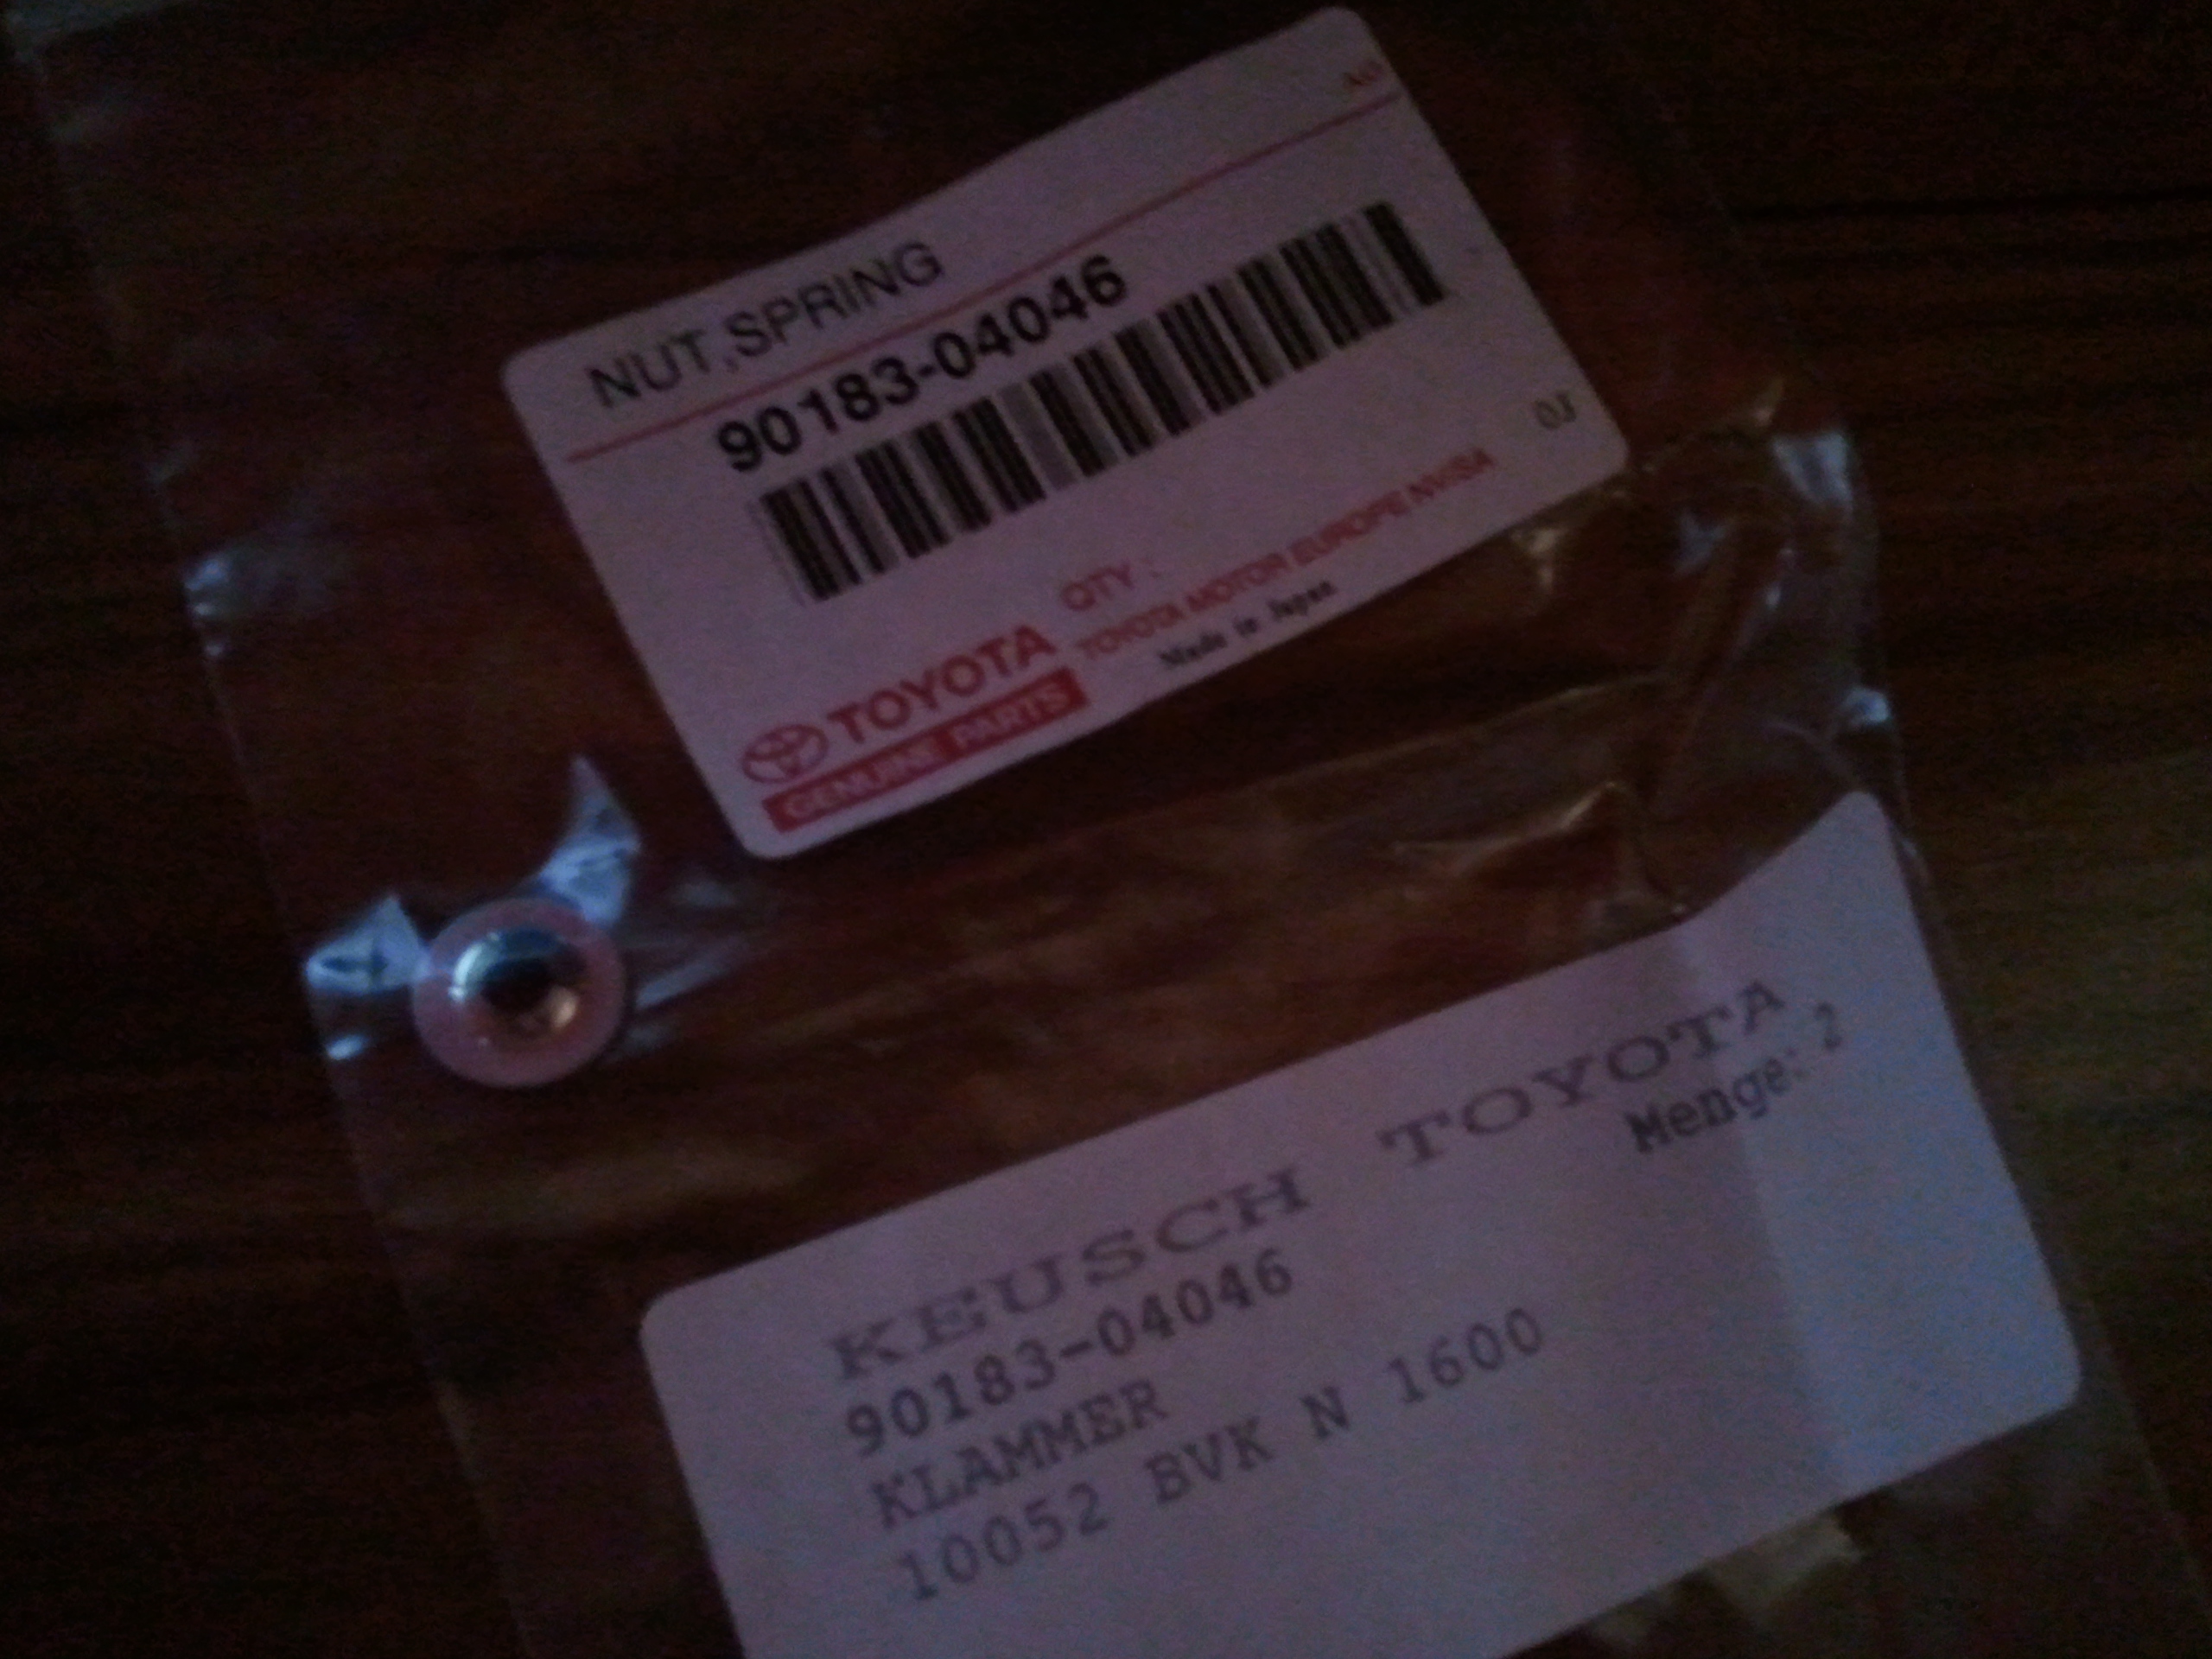 NUT,SPRING
90183-04046
QTY :
TOYOTA
TOYOTA MOTOR EUROPE NV/SA
GENUINE PARTS
Made in Japan
KEUSCH TOYOTA
Menge: 2
90183-04046
KLAMMER
10052 BVK N 1600